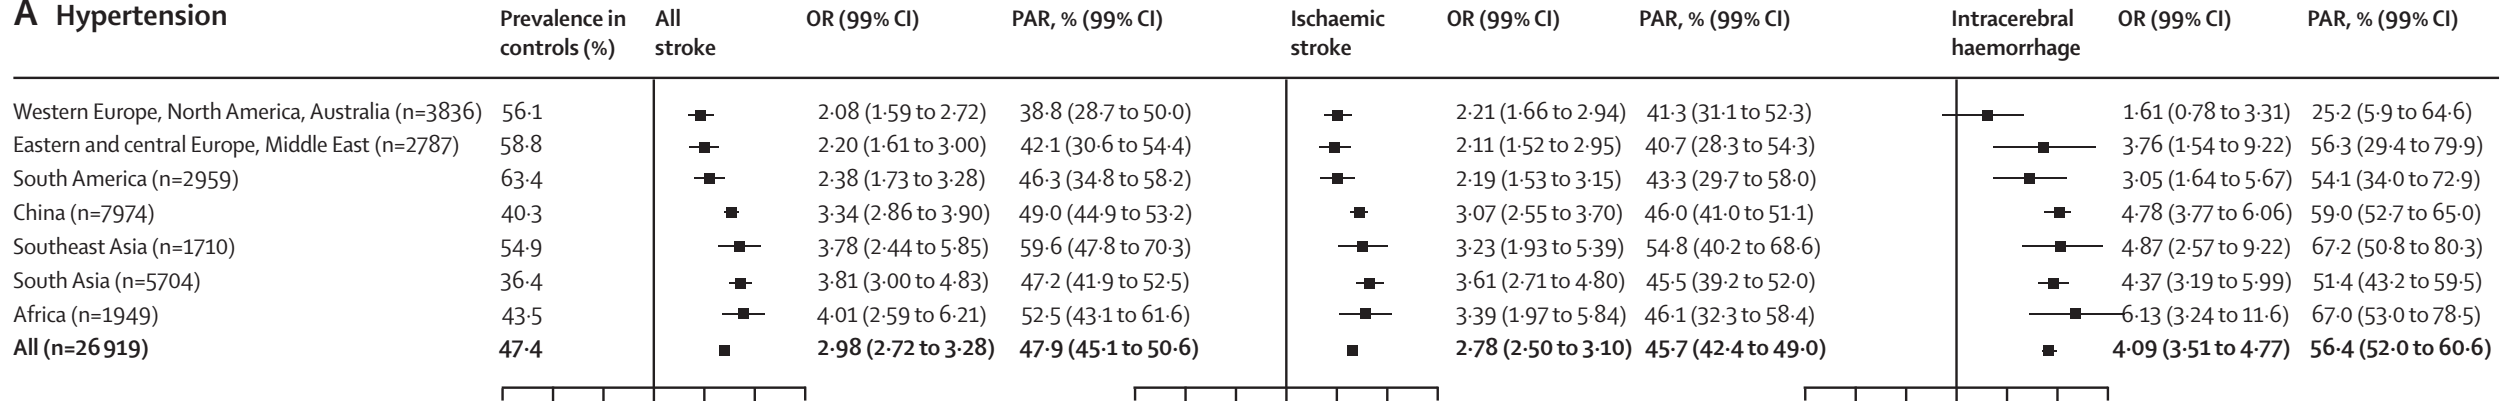 A Hypertension Prevalence in controls (%) All stroke OR (99% CI) PAR, % (99% CI) Ischaemic stroke OR (99% CI) PAR, % (99% CI) Intracerebral haemorrhage OR (99% CI) PAR, % (99% CI)
Western Europe, North America, Australia (n=3836) 56·1 2·08 (1·59 to 2·72) 38·8 (28·7 to 50·0) 2·21 (1·66 to 2·94) 41·3 (31·1 to 52·3) 1·61 (0·78 to 3·31) 25·2 (5·9 to 64·6)
Eastern and central Europe, Middle East (n=2787) 58·8 2·20 (1·61 to 3·00) 42·1 (30·6 to 54·4) 2·11 (1·52 to 2·95) 40·7 (28·3 to 54·3) 3·76 (1·54 to 9·22) 56·3 (29·4 to 79·9)
South America (n=2959) 63·4 2·38 (1·73 to 3·28) 46·3 (34·8 to 58·2) 2·19 (1·53 to 3·15) 43·3 (29·7 to 58·0) 3·05 (1·64 to 5·67) 54·1 (34·0 to 72·9)
China (n=7974) 40·3 3·34 (2·86 to 3·90) 49·0 (44·9 to 53·2) 3·07 (2·55 to 3·70) 46·0 (41·0 to 51·1) 4·78 (3·77 to 6·06) 59·0 (52·7 to 65·0)
Southeast Asia (n=1710) 54·9 3·78 (2·44 to 5·85) 59·6 (47·8 to 70·3) 3·23 (1·93 to 5·39) 54·8 (40·2 to 68·6) 4·87 (2·57 to 9·22) 67·2 (50·8 to 80·3)
South Asia (n=5704) 36·4 3·81 (3·00 to 4·83) 47·2 (41·9 to 52·5) 3·61 (2·71 to 4·80) 45·5 (39·2 to 52·0) 4·37 (3·19 to 5·99) 51·4 (43·2 to 59·5)
Africa (n=1949) 43·5 4·01 (2·59 to 6·21) 52·5 (43·1 to 61·6) 3·39 (1·97 to 5·84) 46·1 (32·3 to 58·4) 6·13 (3·24 to 11·6) 67·0 (53·0 to 78·5)
All (n=26 919) 47·4 2·98 (2·72 to 3·28) 47·9 (45·1 to 50·6) 2·78 (2·50 to 3·10) 45·7 (42·4 to 49·0) 4·09 (3·51 to 4·77) 56·4 (52·0 to 60·6)